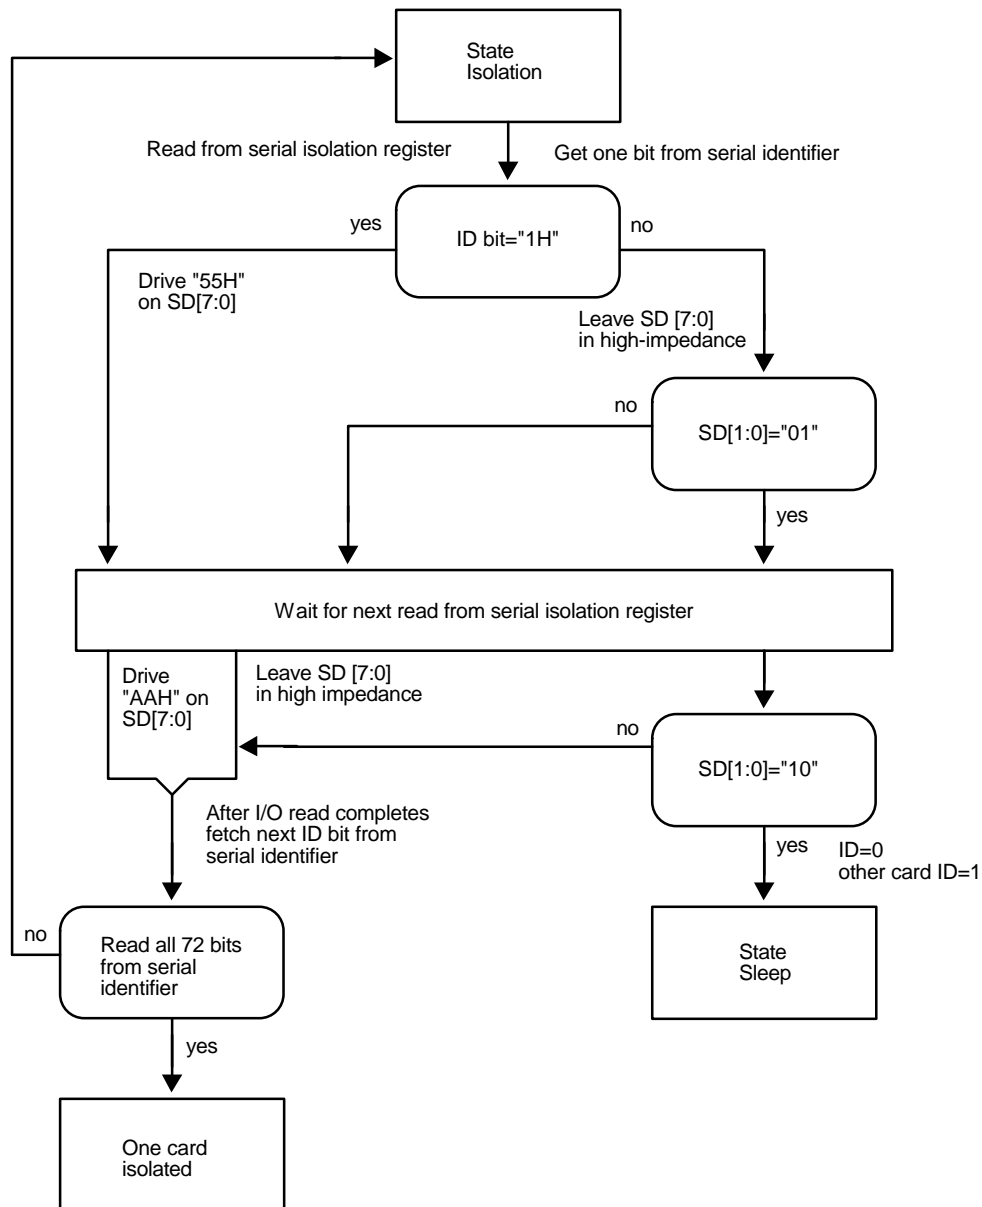 State
Isolation
Read from serial isolation register
Get one bit from serial identifier
yes
ID bit="1H"
no
Drive "55H"
on SD[7:0]
Leave SD [7:0]
in high-impedance
no
SD[1:0]="01"
yes
Wait for next read from serial isolation register
Drive
"AAH" on
SD[7:0]
Leave SD [7:0]
in high impedance
no
SD[1:0]="10"
After I/O read completes
fetch next ID bit from
serial identifier
yes
ID=0
other card ID=1
no
Read all 72 bits
from serial
identifier
State
Sleep
yes
One card
isolated